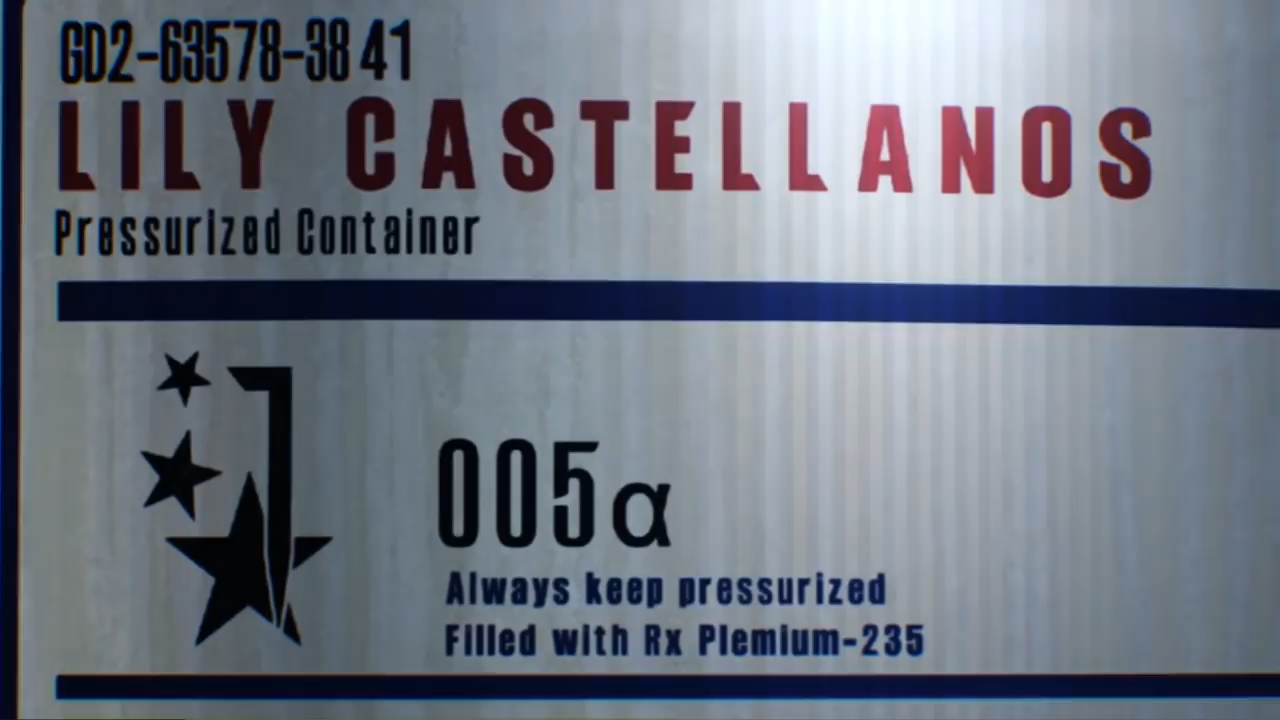 GD2-63578-38 41
LILY CASTELLANOS
Pressurized Container
005α
Always keep pressurized
Filled with Rx Plemium-235